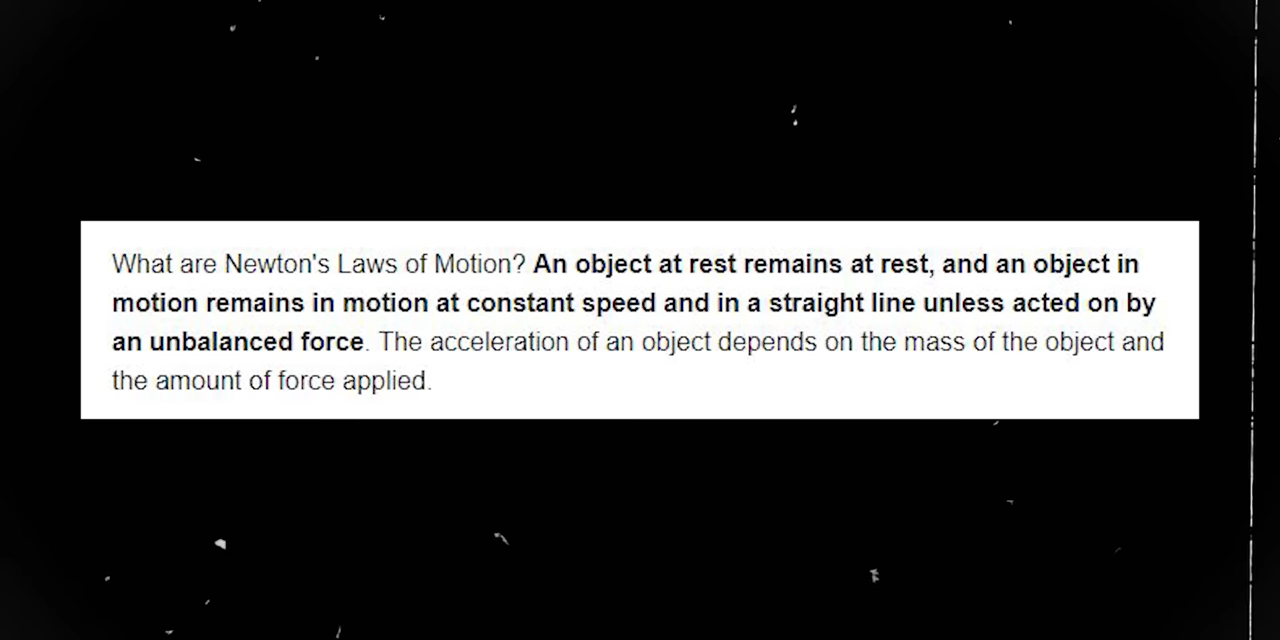 What are Newton's Laws of Motion? An object at rest remains at rest, and an object in
motion remains in motion at constant speed and in a straight line unless acted on by
an unbalanced force. The acceleration of an object depends on the mass of the object and
the amount of force applied.